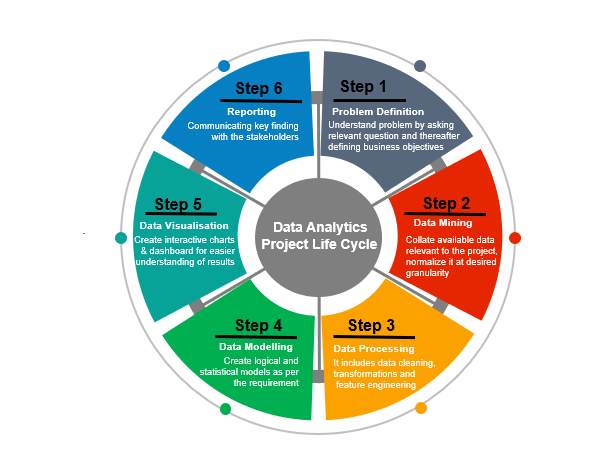 Data Analytics
Project Life Cycle
Step 1
Problem Definition
Understand problem by asking
relevant question and thereafter
defining business objectives
Step 2
Data Mining
Collate available data
relevant to the project,
normalize it at desired
granularity
Step 3
Data Processing
It includes data cleaning,
transformations and
feature engineering
Step 4
Data Modelling
Create logical and
statistical models as per
the requirement
Step 5
Data Visualisation
Create interactive charts
& dashboard for easier
understanding of results
Step 6
Reporting
Communicating key finding
with the stakeholders